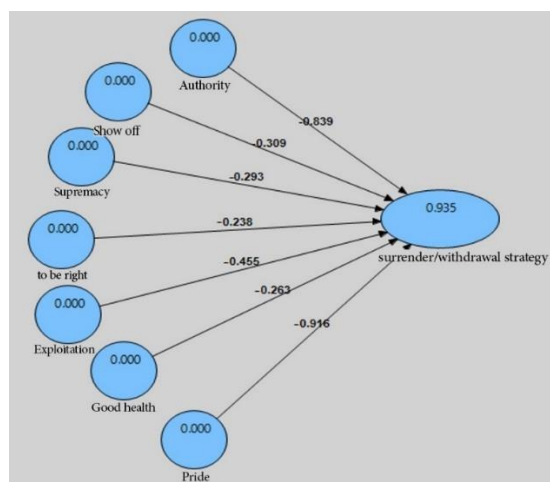 0.000
Authority
-0.839
0.000
Show off
-0.309
0.000
Supremacy
-0.293
0.935
surrender/withdrawal strategy
0.000
to be right
-0.238
0.000
Exploitation
-0.455
0.000
Good health
-0.263
0.000
Pride
-0.916